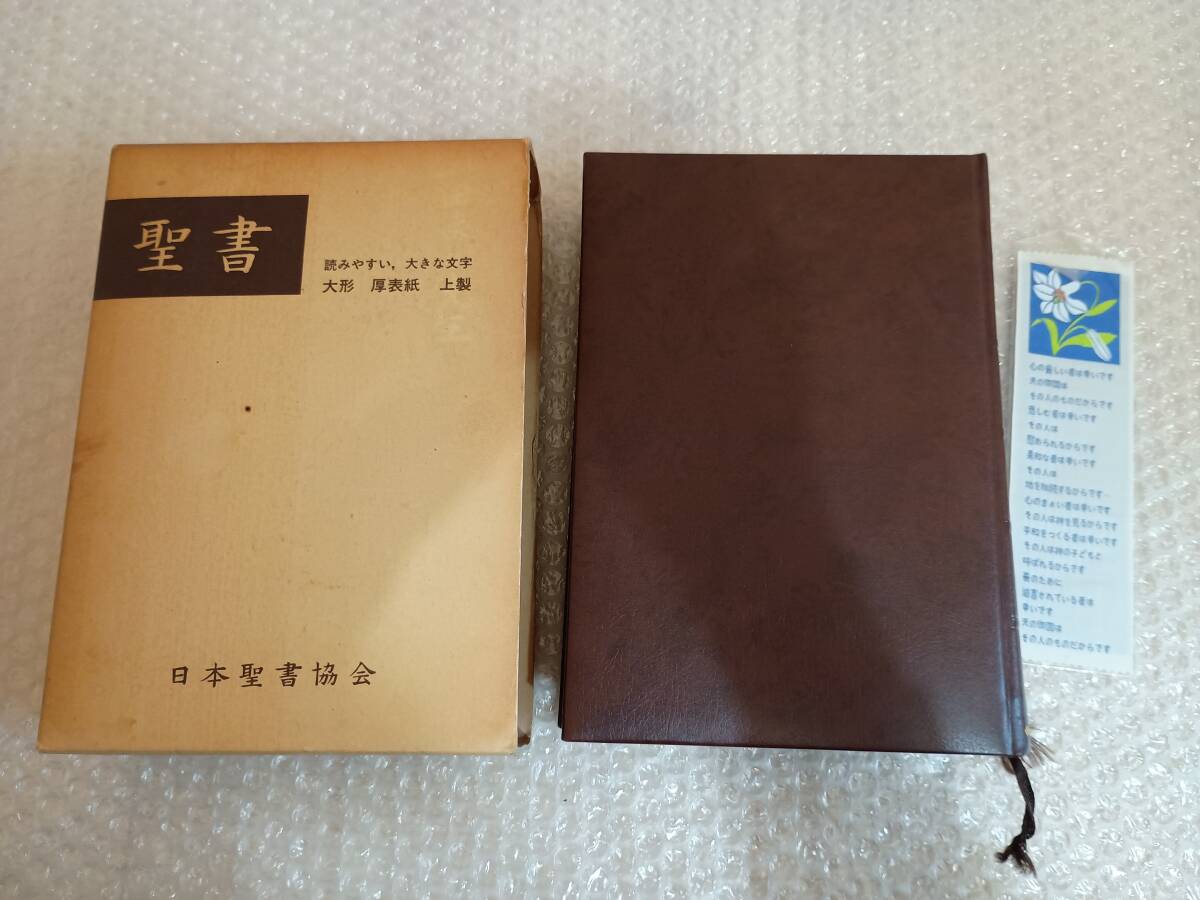 聖書
読みやすい,大きな文字
大形 厚表紙 上製
日本聖書協会
心の貧しい者は幸いです
天の御国は
その人のものだからです
悲しむ者は幸いです
その人は
慰められるからです
柔和な者は幸いです
その人は
地を相続するからです…
心のきよい者は幸いです
その人は神を見るからです
平和をつくる者は幸いです
その人は神の子どもと
呼ばれるからです
義のために
迫害されている者は
幸いです
天の御国は
その人のものだからです